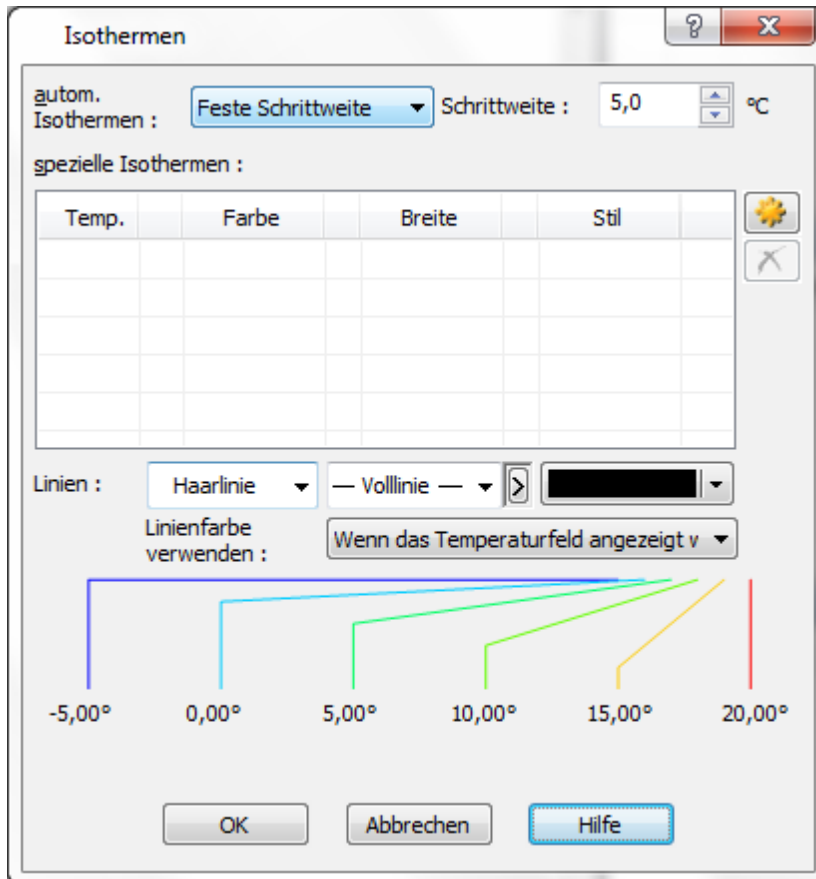 Isothermen
autom.
Isothermen :
Feste Schrittweite
Schrittweite :
5,0
°C
spezielle Isothermen :
Temp. Farbe Breite Stil
Linien :
Haarlinie
— Volllinie —
Linienfarbe
verwenden :
Wenn das Temperaturfeld angezeigt v
-5,00° 0,00° 5,00° 10,00° 15,00° 20,00°
OK Abbrechen Hilfe